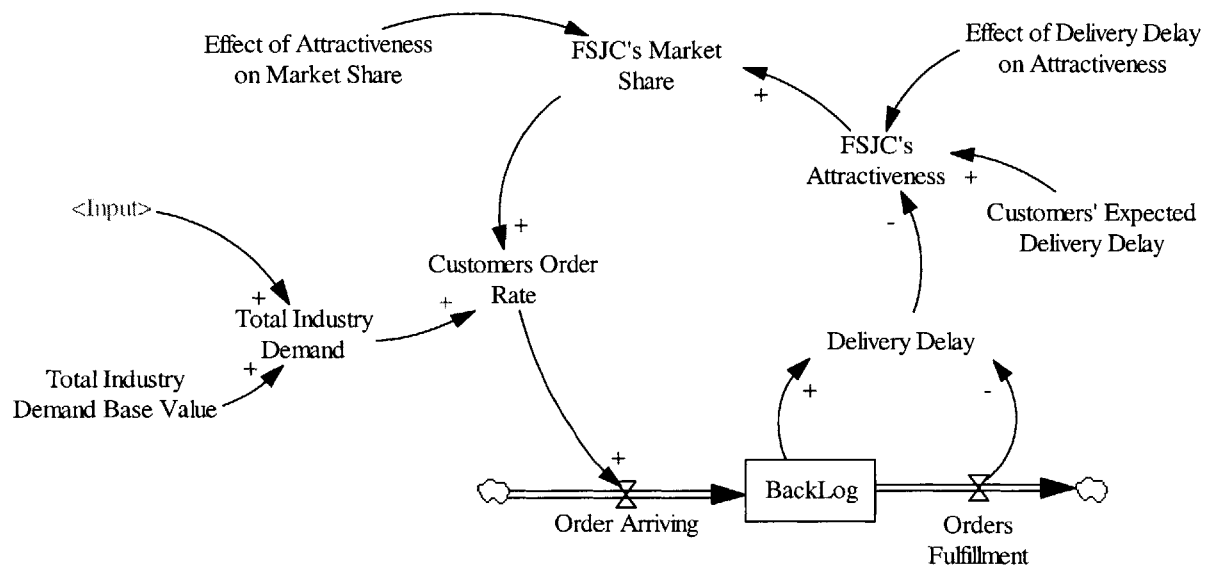 Effect of Attractiveness
on Market Share
FSJC's Market
Share
Effect of Delivery Delay
on Attractiveness
+
FSJC's
Attractiveness
+
Customers' Expected
Delivery Delay
-
<Input>
+
Customers Order
Rate
+
+
Total Industry
Demand
+
Total Industry
Demand Base Value
Delivery Delay
+
-
+
BackLog
Order Arriving
Orders
Fulfillment